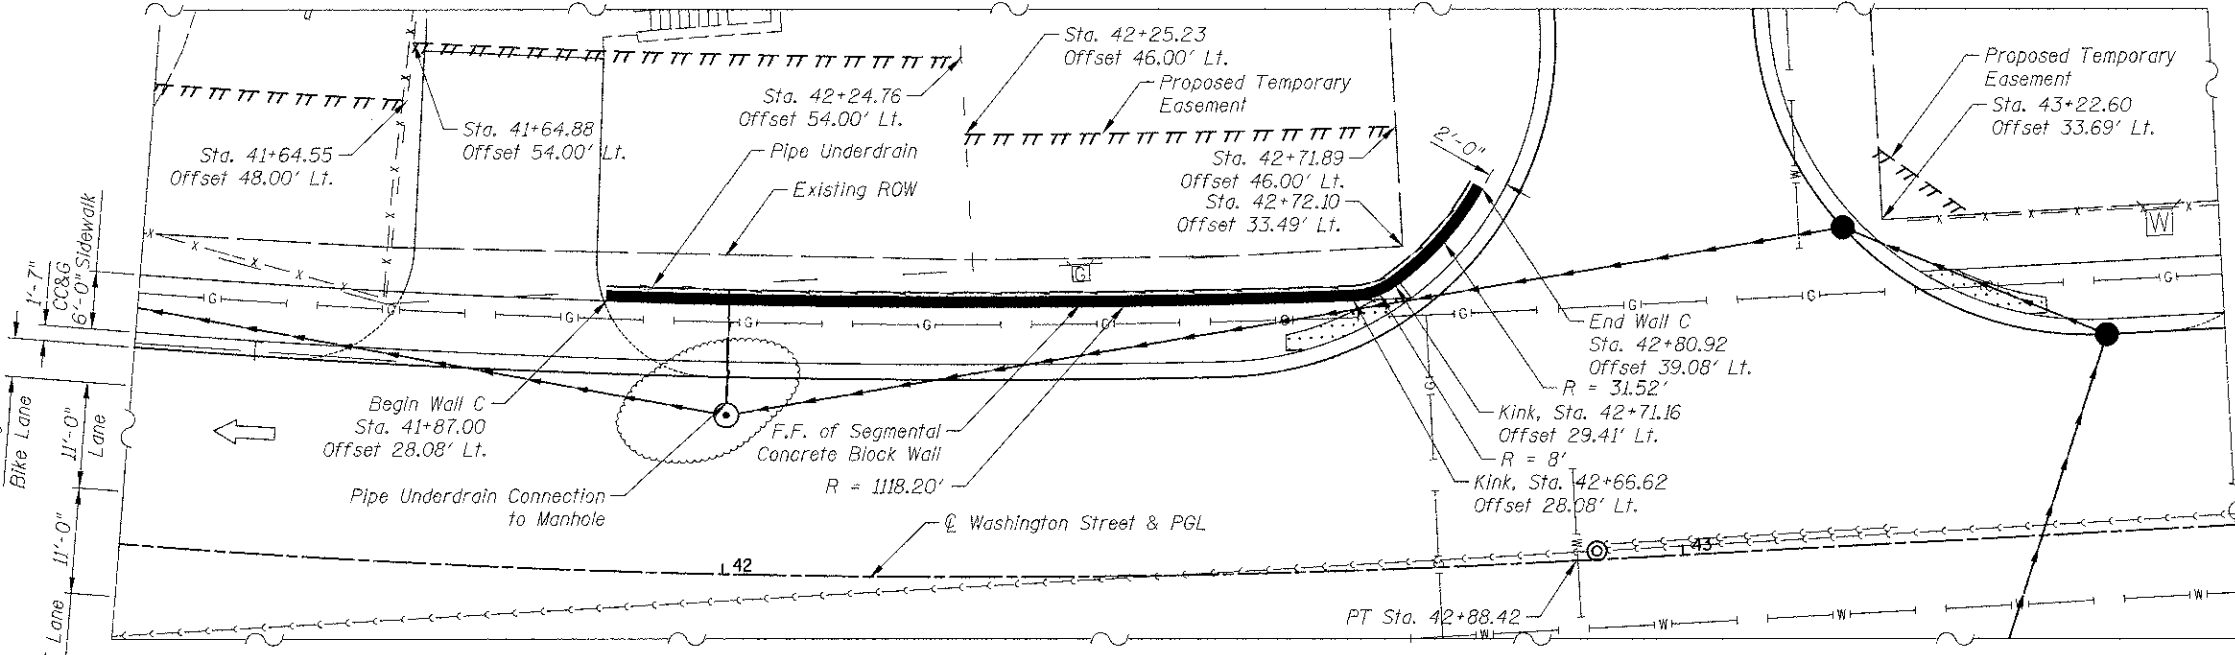 Sta. 42+25.23
Offset 46.00' Lt.
Proposed Temporary
Easement
Sta. 42+24.76
Offset 54.00' Lt.
Sta. 41+64.88
Offset 54.00' Lt.
Sta. 41+64.55
Offset 48.00' Lt.
Pipe Underdrain
Existing ROW
Sta. 42+71.89
Offset 46.00' Lt.
Sta. 42+72.10
Offset 33.49' Lt.
2'-0"
Proposed Temporary
Easement
Sta. 43+22.60
Offset 33.69' Lt.
W
G
1'-7"
CC&G
6'-0" Sidewalk
Bike Lane
11'-0"
Lane
11'-0"
Lane
Begin Wall C
Sta. 41+87.00
Offset 28.08' Lt.
Pipe Underdrain Connection
to Manhole
F.F. of Segmental
Concrete Block Wall
R = 1118.20'
End Wall C
Sta. 42+80.92
Offset 39.08' Lt.
R = 31.52'
Kink, Sta. 42+71.16
Offset 29.41' Lt.
R = 8'
Kink, Sta. 42+66.62
Offset 28.08' Lt.
℄ Washington Street & PGL
42
43
PT Sta. 42+88.42